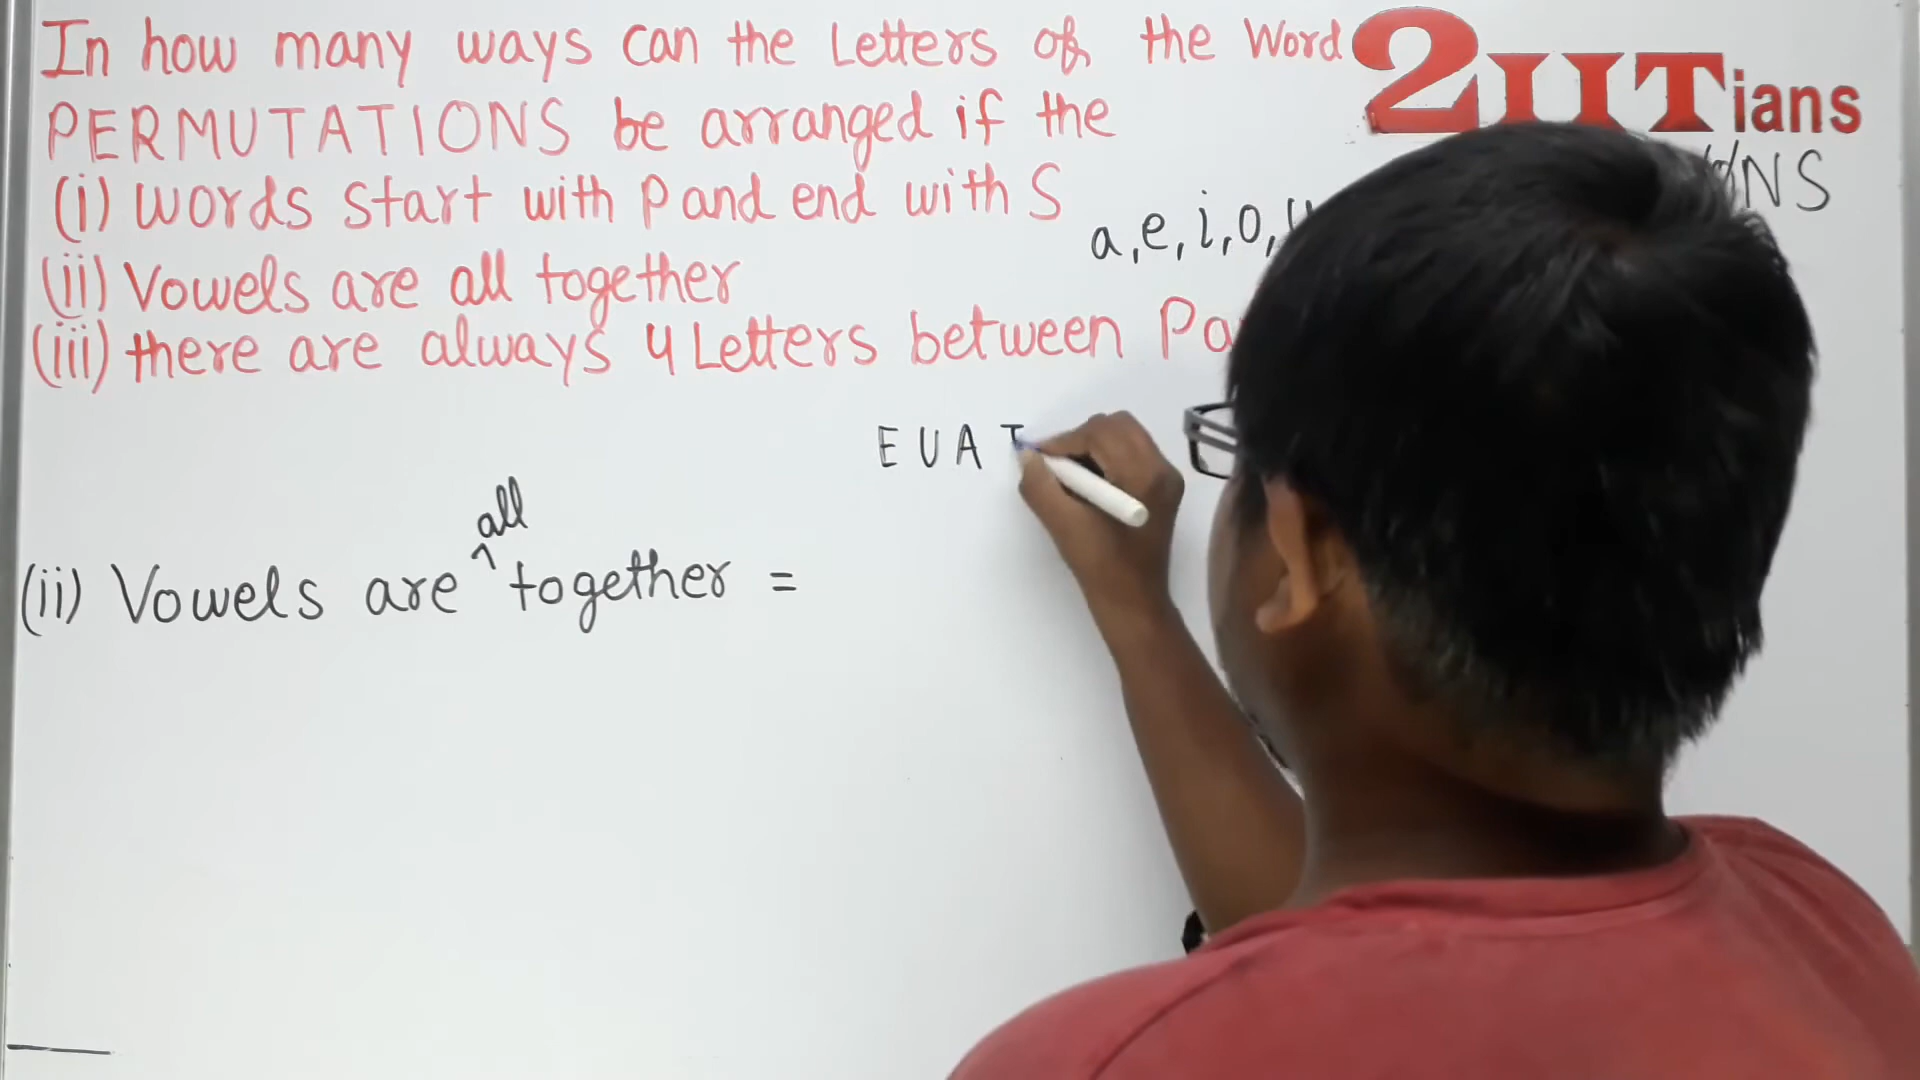 In how many ways can the Letters of the Word
2IITians
PERMUTATIONS be arranged if the
NS
(i) words start with P and end with S
a, e, i, o,
(ii) Vowels are all together
(iii) there are always 4 Letters between P
E U A
all
(ii) Vowels are ^ together =